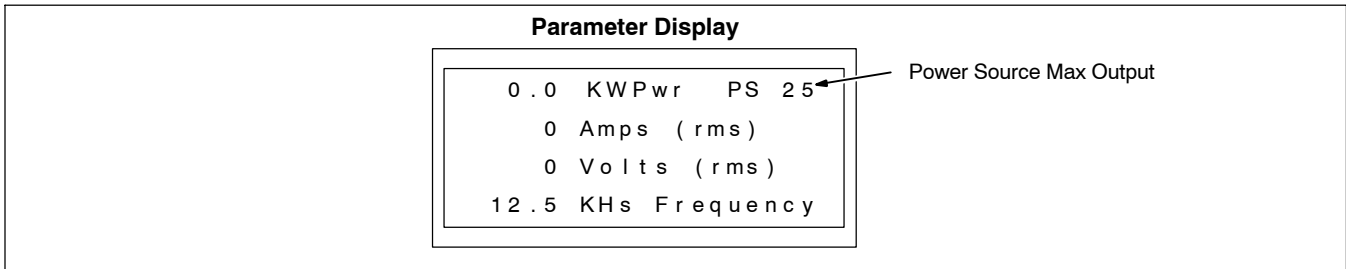 Parameter Display
0.0 KWPwr PS 25
Power Source Max Output
0 Amps (rms)
0 Volts (rms)
12.5 KHs Frequency